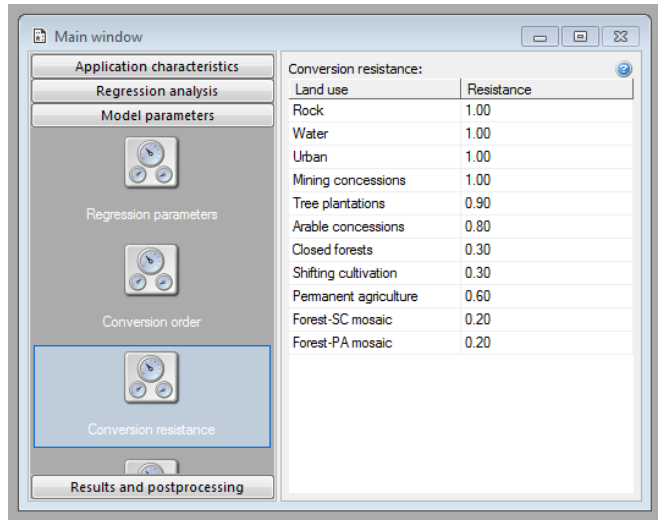 Main window
Application characteristics
Regression analysis
Model parameters
Regression parameters
Conversion order
Conversion resistance
Results and postprocessing
Conversion resistance:
Land use Resistance
Rock 1.00
Water 1.00
Urban 1.00
Mining concessions 1.00
Tree plantations 0.90
Arable concessions 0.80
Closed forests 0.30
Shifting cultivation 0.30
Permanent agriculture 0.60
Forest-SC mosaic 0.20
Forest-PA mosaic 0.20